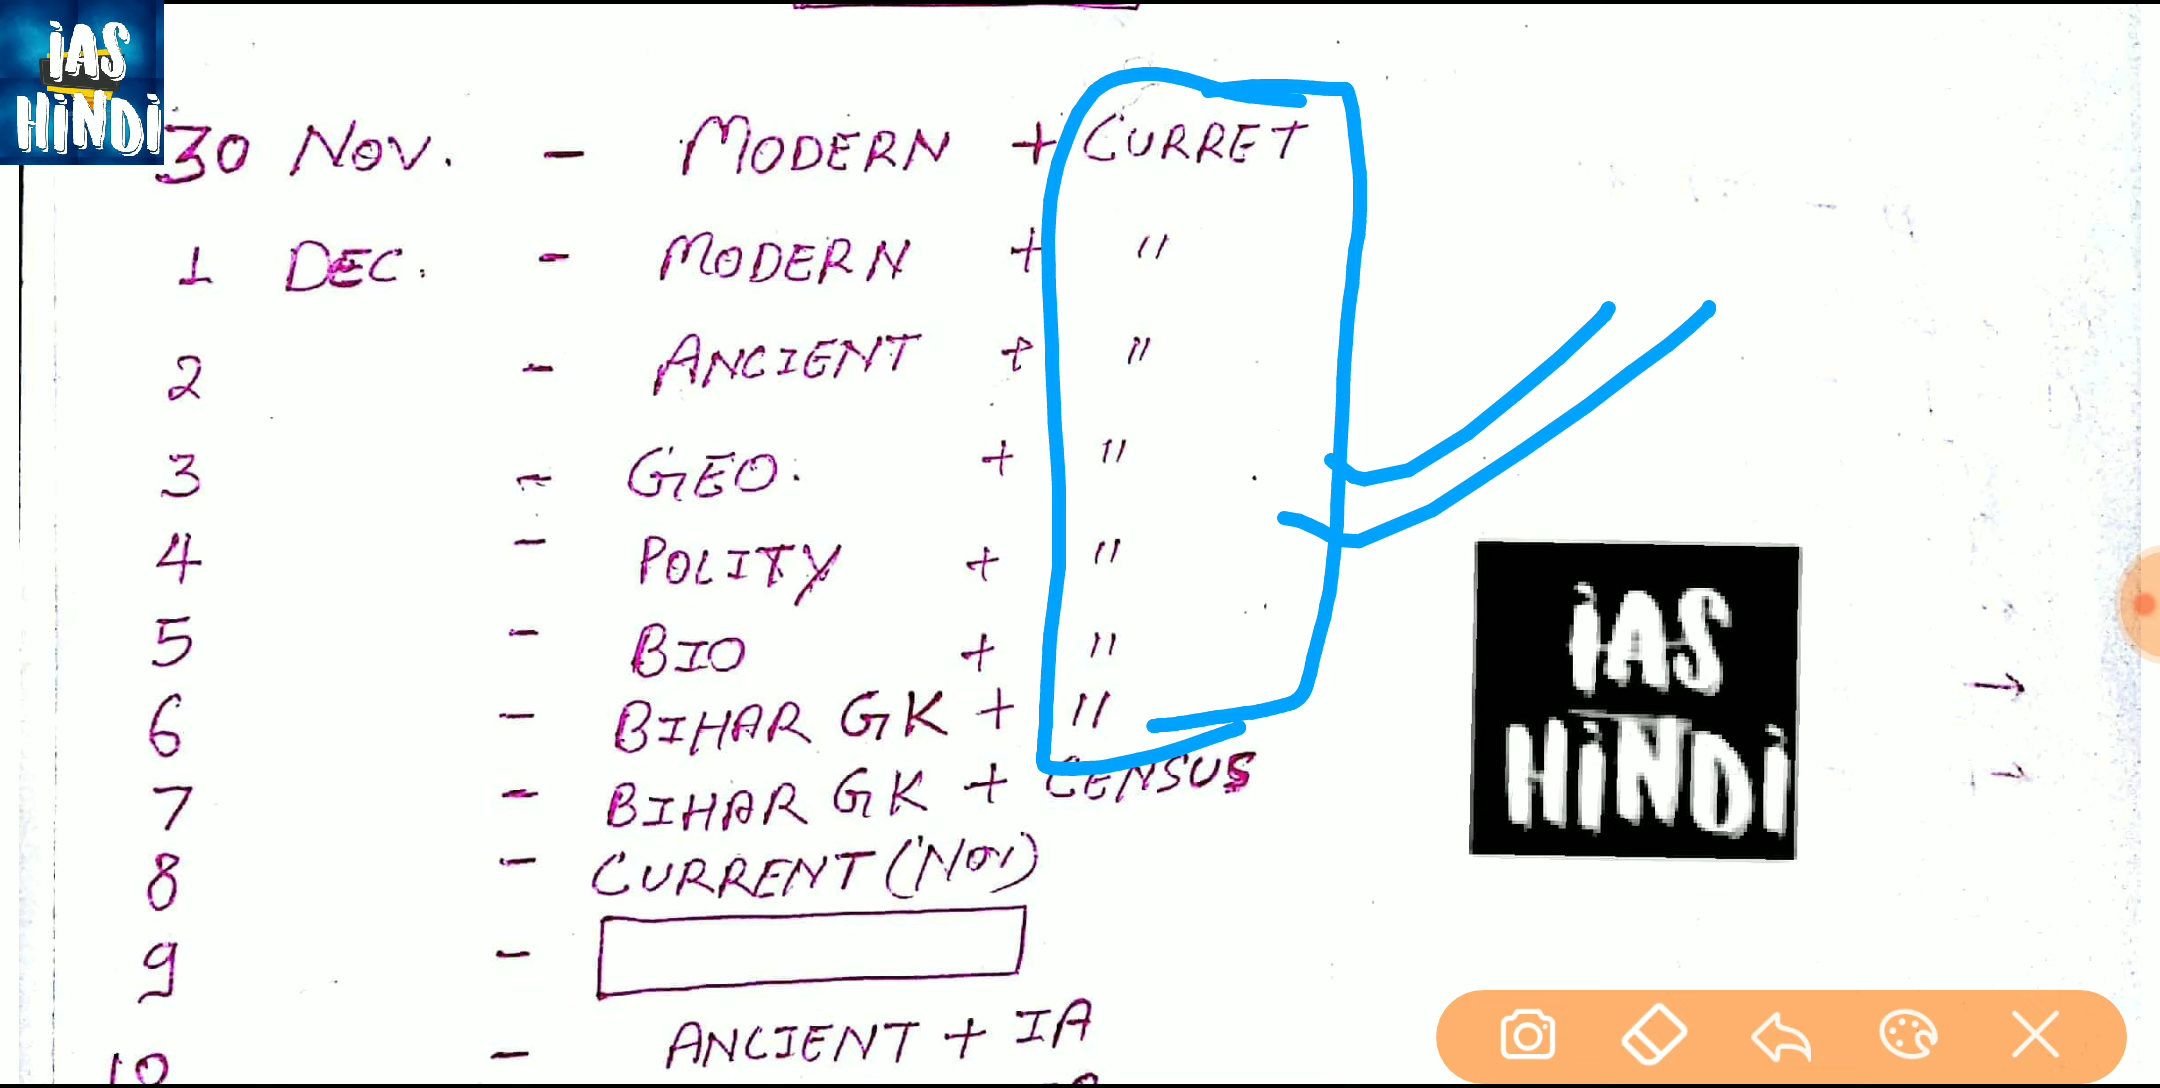 iAS
HiNDi
30 NOV. - MODERN + CURRET
1 DEC. - MODERN + "
2 - ANCIENT + "
3 - GEO. + "
4 - POLITY + "
5 - BIO + "
6 - BIHAR GK + "
7 - BIHAR GK + CENSUS
8 - CURRENT (NOV)
9 -
10 - ANCIENT + IA
iAS
HiNDi